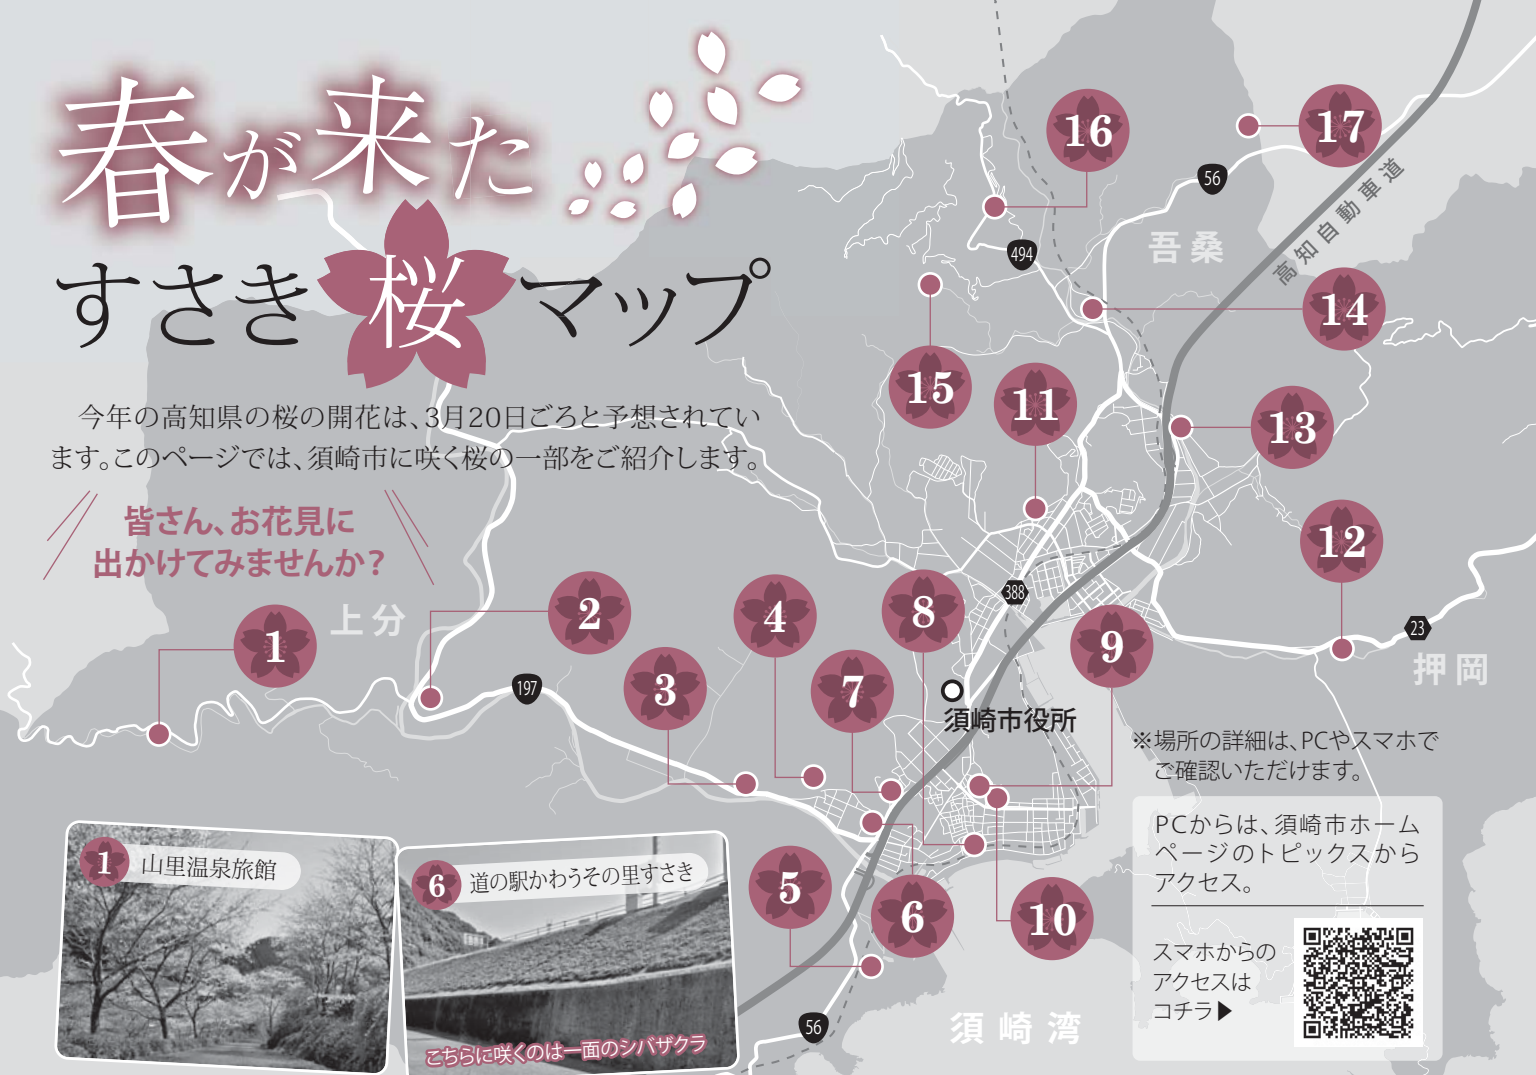 春が来た
すさき桜マップ
今年の高知県の桜の開花は、3月20日ごろと予想されてい
ます。このページでは、須崎市に咲く桜の一部をご紹介します。
皆さん、お花見に
出かけてみませんか？
16
17
56
高知自動車道
吾桑
494
14
15
11
13
12
388
上分
1
2
4
8
9
23
押岡
3
7
197
須崎市役所
※場所の詳細は、PCやスマホで
ご確認いただけます。
PCからは、須崎市ホーム
ページのトピックスから
アクセス。
スマホからの
アクセスは
コチラ▶
1 山里温泉旅館
6 道の駅かわうその里すさき
こちらに咲くのは一面のシバザクラ
5
6
10
56
須崎湾